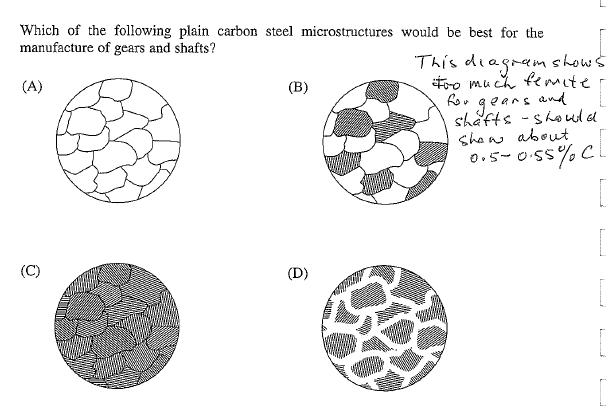 Which of the following plain carbon steel microstructures would be best for the
manufacture of gears and shafts?
This diagram shows
too much ferrite
for gears and
shafts - should
show about
0.5 - 0.55% C
(A)
(B)
(C)
(D)